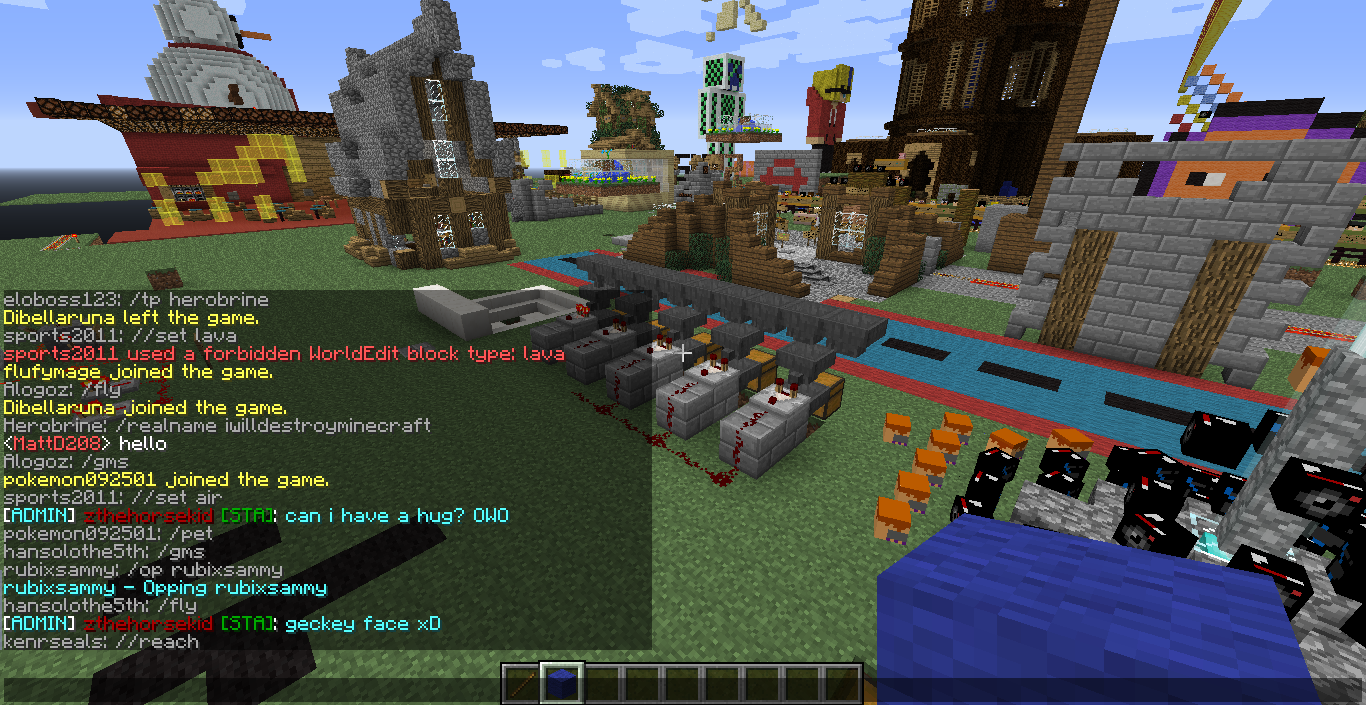 eloboss123: /tp herobrine
Dibellaruna left the game.
sports2011: //set lava
sports2011 used a forbidden WorldEdit block type: lava
flufymage joined the game.
Alogoz: /fly
Dibellaruna joined the game.
Herobrine: /realname iwilldestroyminecraft
<MattD208> hello
Alogoz: /gms
pokemon092501 joined the game.
sports2011: //set air
[ADMIN] zthehorsekid [STA]: can i have a hug? OWO
pokemon092501: /pet
hansolothe5th: /gms
rubixsammy: /op rubixsammy
rubixsammy - Opping rubixsammy
hansolothe5th: /fly
[ADMIN] zthehorsekid [STA]: geckey face xD
kenrseals: //reach